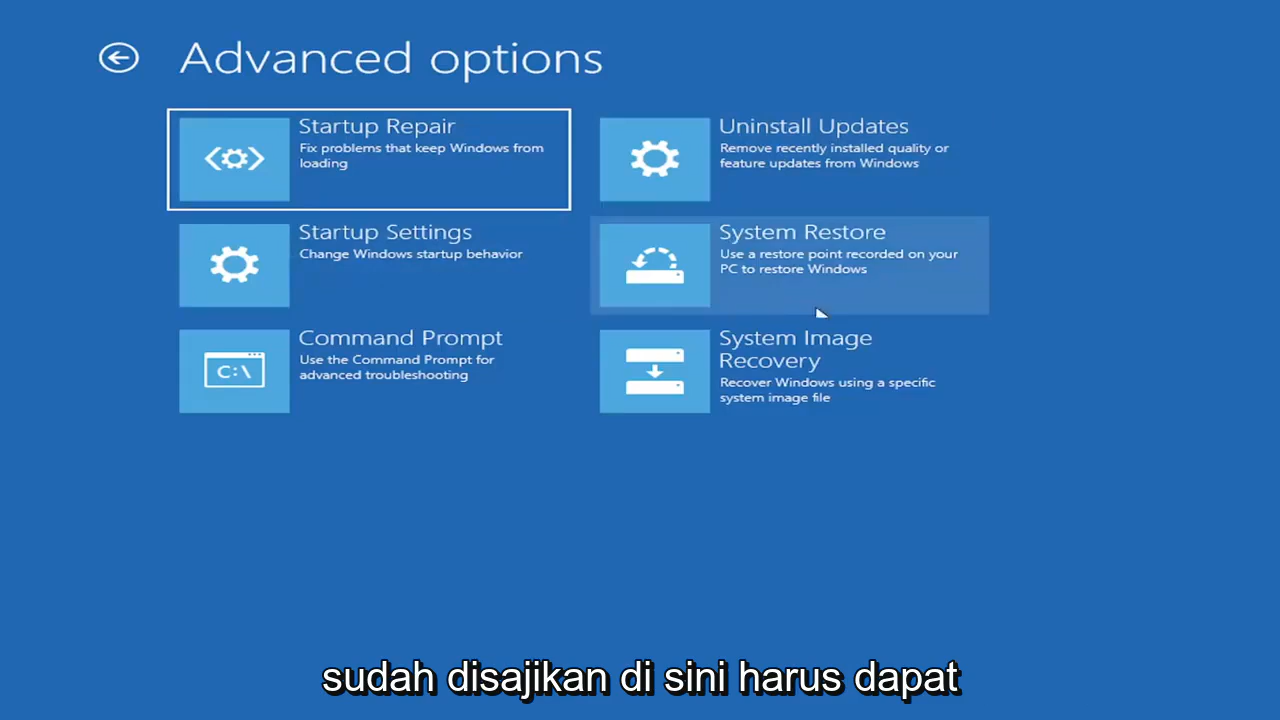 Advanced options
Startup Repair
Fix problems that keep Windows from
loading
Uninstall Updates
Remove recently installed quality or
feature updates from Windows
Startup Settings
Change Windows startup behavior
System Restore
Use a restore point recorded on your
PC to restore Windows
Command Prompt
Use the Command Prompt for
advanced troubleshooting
C:\
System Image
Recovery
Recover Windows using a specific
system image file
sudah disajikan di sini harus dapat